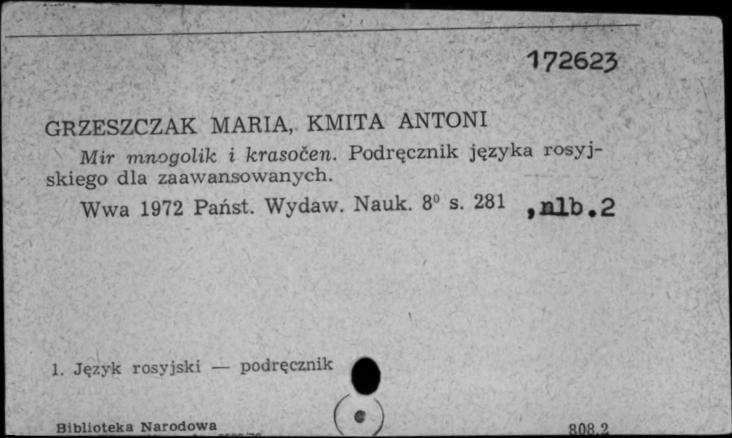 172623
GRZESZCZAK MARIA, KMITA ANTONI
Mir mnogolik i krasočen. Podręcznik języka rosyj-
skiego dla zaawansowanych.
Wwa 1972 Państ. Wydaw. Nauk. 8⁰ s. 281 ,nlb.2
1. Język rosyjski — podręcznik
Biblioteka Narodowa
808.2